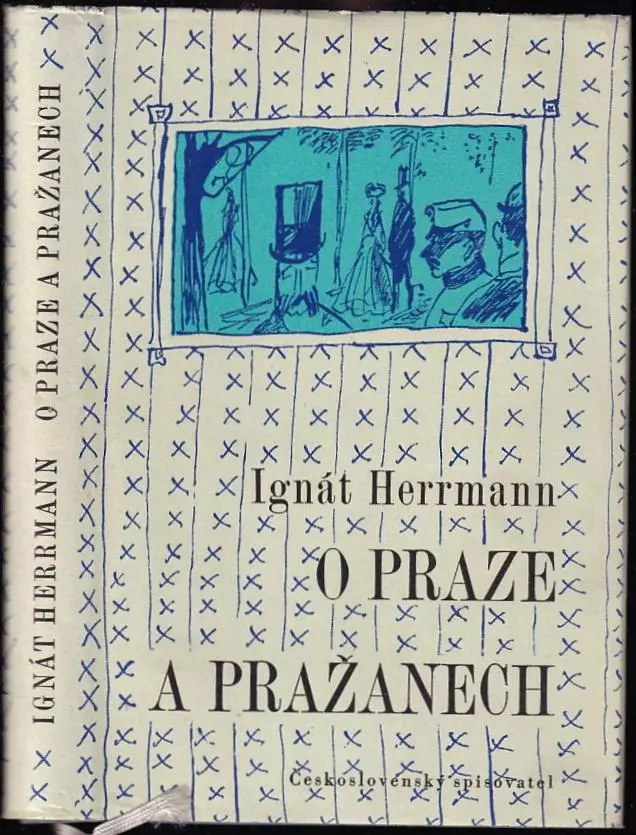 IGNÁT HERRMANN O PRAZE A PRAŽANECH
Ignát Herrmann
O PRAZE
A PRAŽANECH
Československý spisovatel